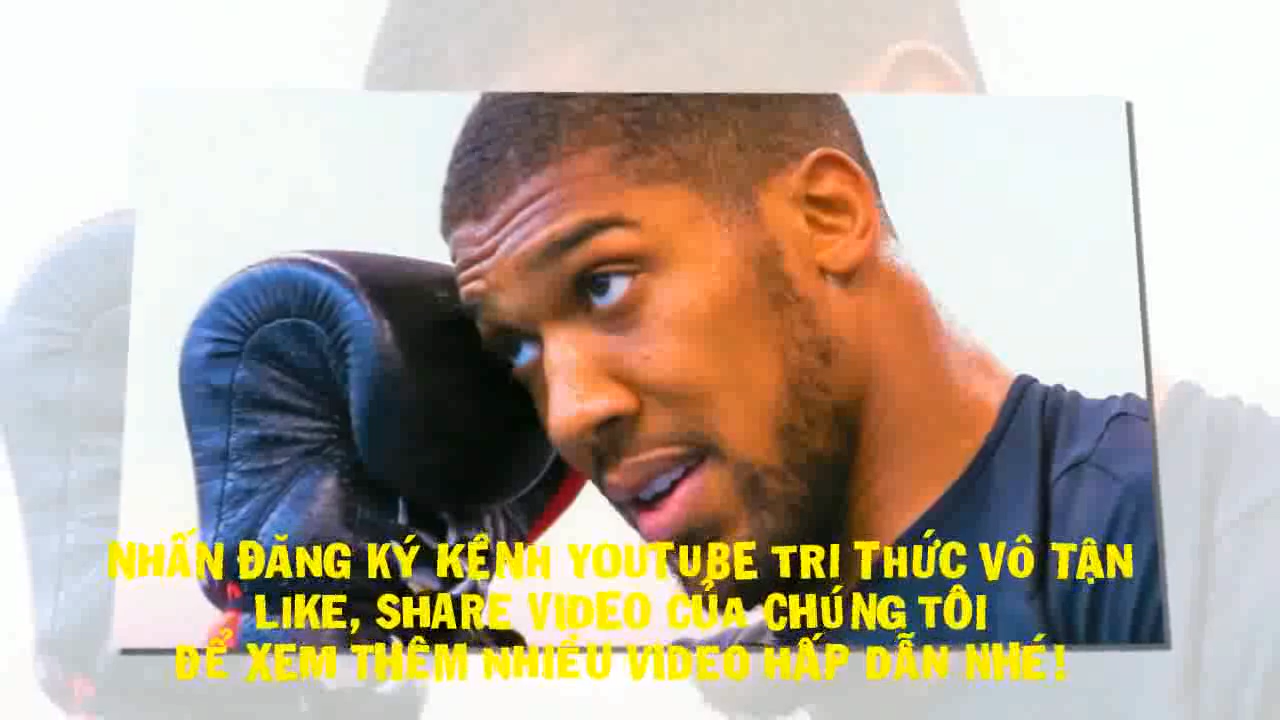 NHẤN ĐĂNG KÝ KÊNH YOUTUBE TRI THỨC VÔ TẬN
LIKE, SHARE VIDEO CỦA CHÚNG TÔI
ĐỂ XEM THÊM NHIỀU VIDEO HẤP DẪN NHÉ!